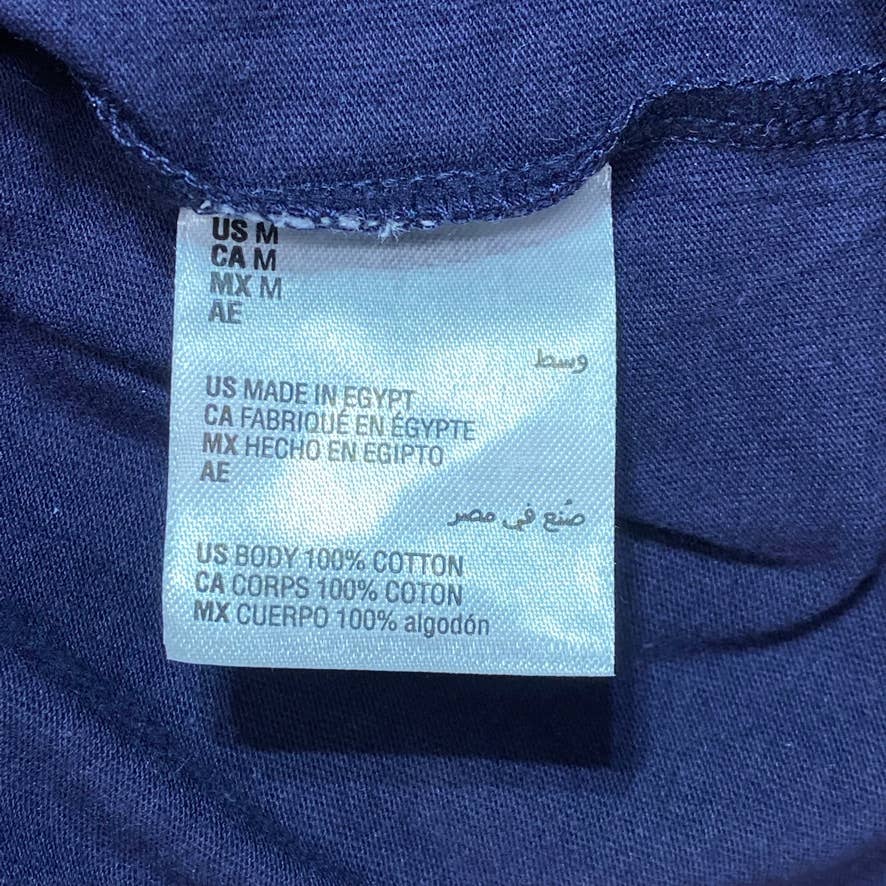 US M
CA M
MX M
AE
وسط
US MADE IN EGYPT
CA FABRIQUÉ EN ÉGYPTE
MX HECHO EN EGIPTO
AE
صُنع في مصر
US BODY 100% COTTON
CA CORPS 100% COTON
MX CUERPO 100% algodón